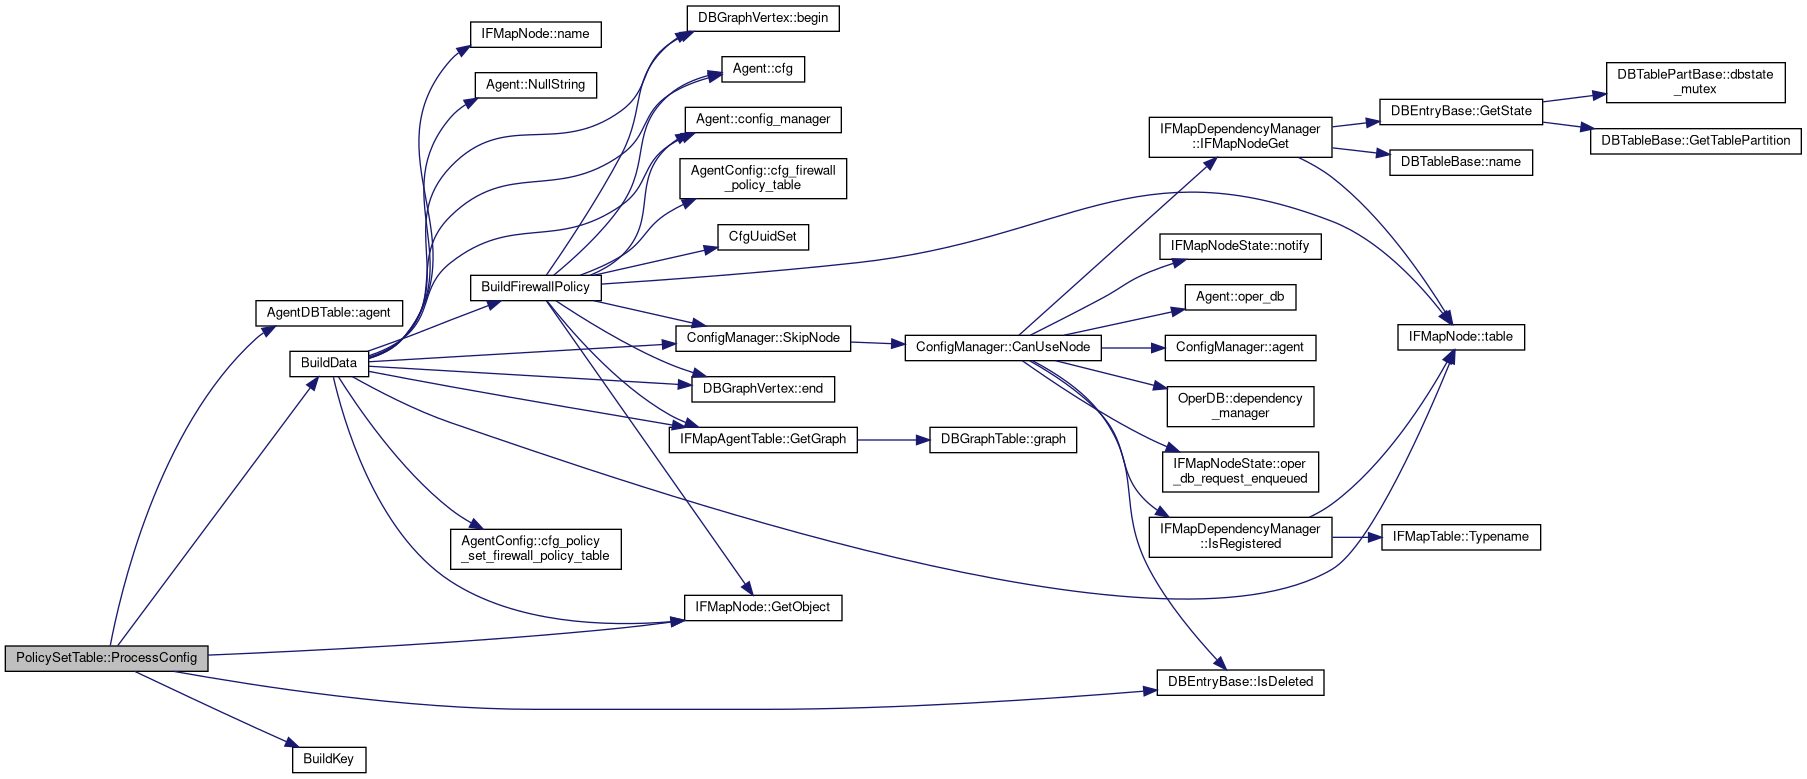 PolicySetTable::ProcessConfig
AgentDBTable::agent
BuildData
BuildKey
IFMapNode::name
Agent::NullString
BuildFirewallPolicy
AgentConfig::cfg_policy
_set_firewall_policy_table
DBGraphVertex::begin
Agent::cfg
Agent::config_manager
AgentConfig::cfg_firewall
_policy_table
CfgUuidSet
ConfigManager::SkipNode
DBGraphVertex::end
IFMapAgentTable::GetGraph
IFMapNode::GetObject
ConfigManager::CanUseNode
DBGraphTable::graph
IFMapDependencyManager
::IFMapNodeGet
IFMapNodeState::notify
Agent::oper_db
ConfigManager::agent
OperDB::dependency
_manager
IFMapNodeState::oper
_db_request_enqueued
IFMapDependencyManager
::IsRegistered
DBEntryBase::IsDeleted
DBEntryBase::GetState
DBTableBase::name
IFMapNode::table
IFMapTable::Typename
DBTablePartBase::dbstate
_mutex
DBTableBase::GetTablePartition